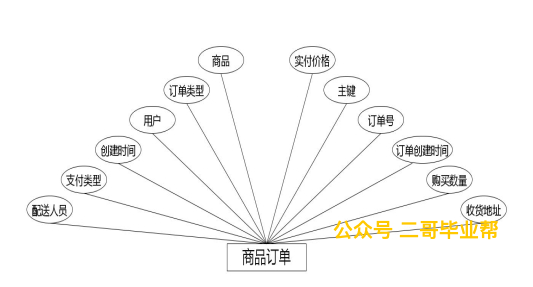 商品
实付价格
订单类型
主键
用户
订单号
创建时间
订单创建时间
支付类型
购买数量
配送人员
收货地址
公众号 二哥毕业帮
商品订单